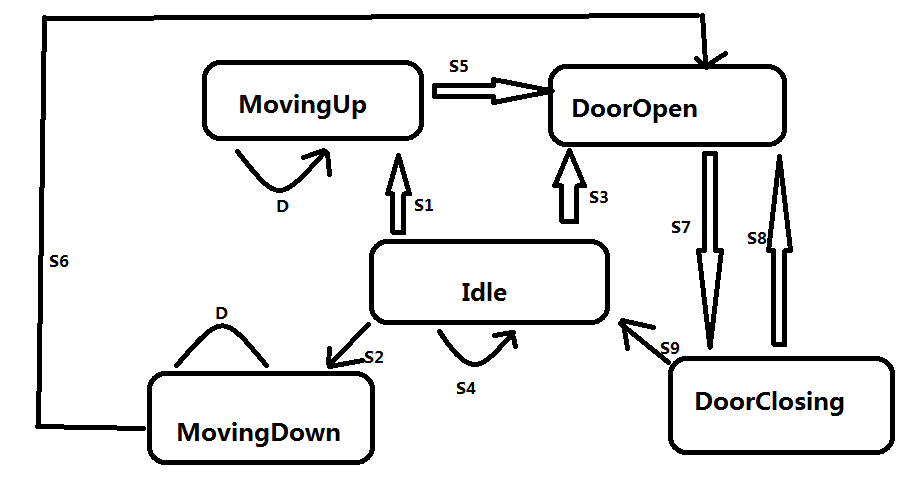 S5
MovingUp
DoorOpen
D
S1
S3
S7
S8
S6
Idle
D
S2
S4
S9
MovingDown
DoorClosing